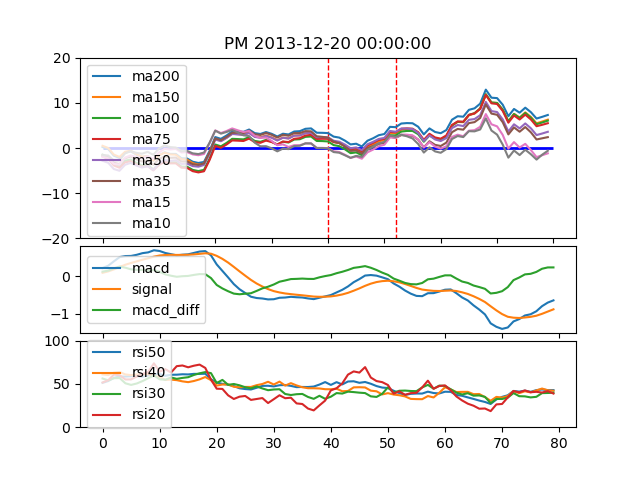 PM 2013-12-20 00:00:00
20
10
0
−10
−20
ma200
ma150
ma100
ma75
ma50
ma35
ma15
ma10
0
−1
macd
signal
macd_diff
100
50
0
rsi50
rsi40
rsi30
rsi20
0 10 20 30 40 50 60 70 80